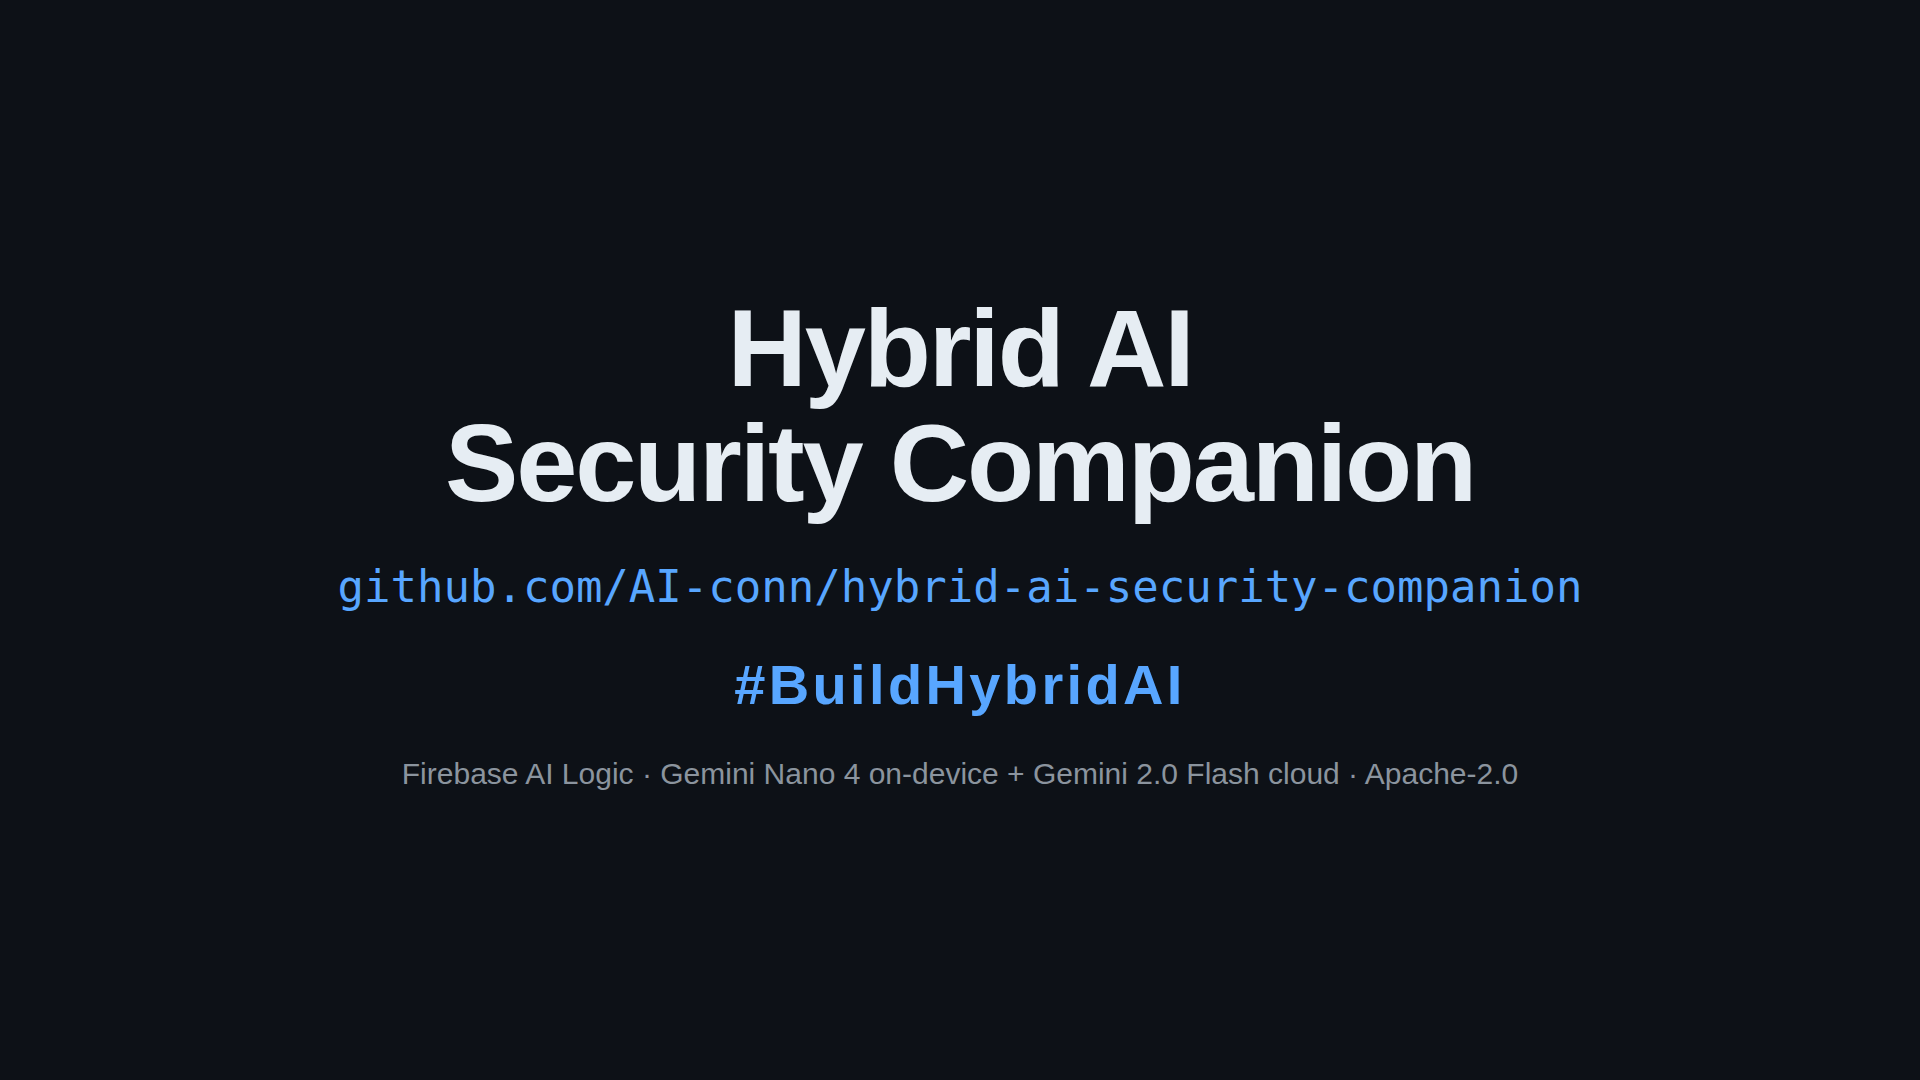 Hybrid AI
Security Companion
github.com/AI-conn/hybrid-ai-security-companion
#BuildHybridAI
Firebase AI Logic · Gemini Nano 4 on-device + Gemini 2.0 Flash cloud · Apache-2.0